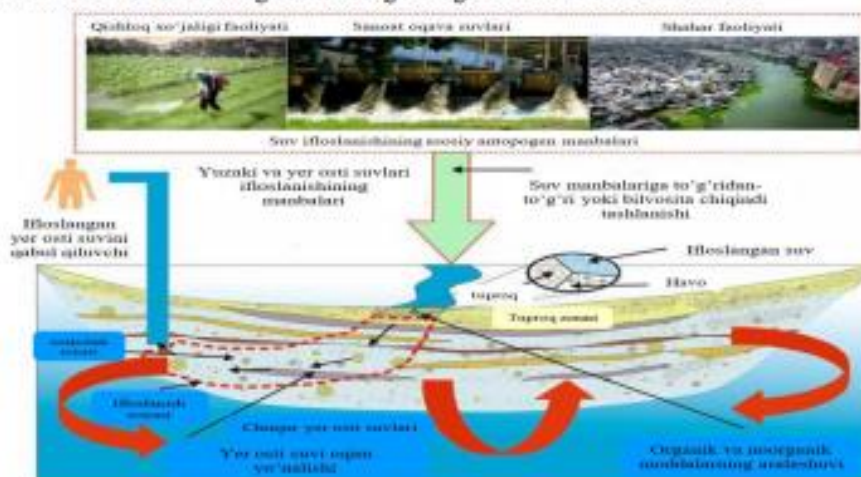 Qishloq xo'jaligi faoliyati
Sanoat oqava suvlari
Shahar faoliyati
Suv ifloslanishining asosiy antropogen manbalari
Yuzaki va yer osti suvlari
ifloslanishining
manbalari
Suv manbalariga to'g'ridan-
to'g'ri yoki bilvosita chiqindi
tashlanishi
Ifloslangan
yer osti suvini
qabul qiluvchi
Ifloslangan suv
Havo
tuproq
Tuproq zonasi
Ifloslanish
zonasi
Chuqur yer osti suvlari
Yer osti suvi oqan
yo'nalishi
Organik va noorganik
moddalarning aralashuvi